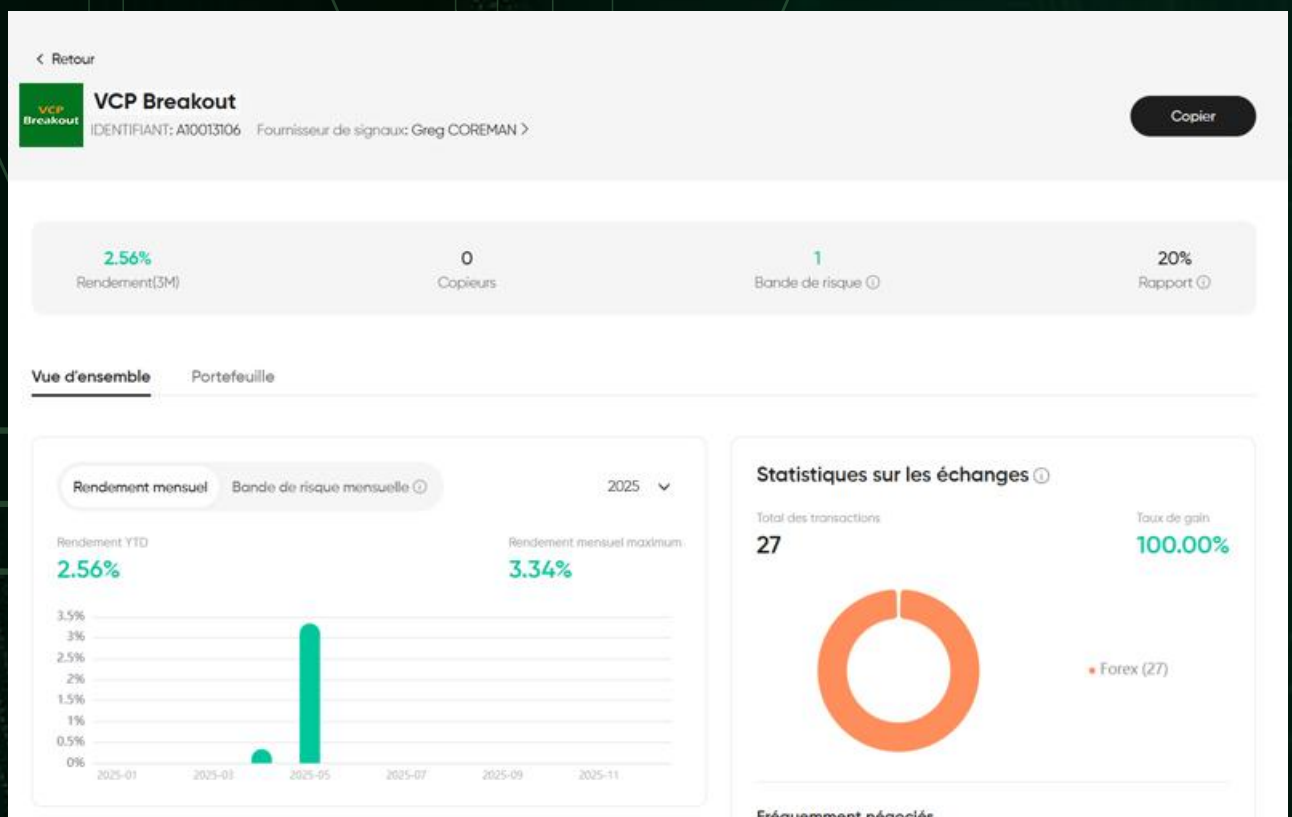 Retour
VCP
Breakout
VCP Breakout
IDENTIFIANT: A10013106 Fournisseur de signaux: Greg COREMAN >
Copier
2.56%
Rendement(3M)
0
Copieurs
1
Bande de risque
20%
Rapport
Vue d'ensemble Portefeuille
Rendement mensuel Bande de risque mensuelle 2025
Rendement YTD
2.56%
Rendement mensuel maximum
3.34%
3.5%
3%
2.5%
2%
1.5%
1%
0.5%
0%
2025-01 2025-03 2025-05 2025-07 2025-09 2025-11
Statistiques sur les échanges
Total des transactions
27
Taux de gain
100.00%
Forex (27)
Fréquemment négociés